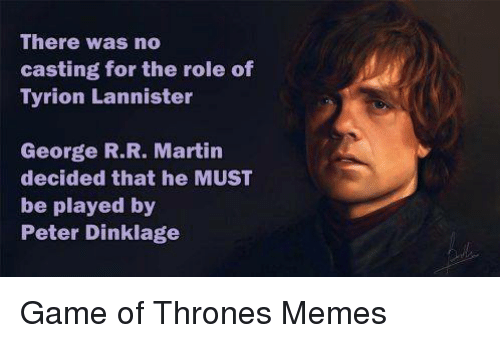 There was no
casting for the role of
Tyrion Lannister
George R.R. Martin
decided that he MUST
be played by
Peter Dinklage
Game of Thrones Memes